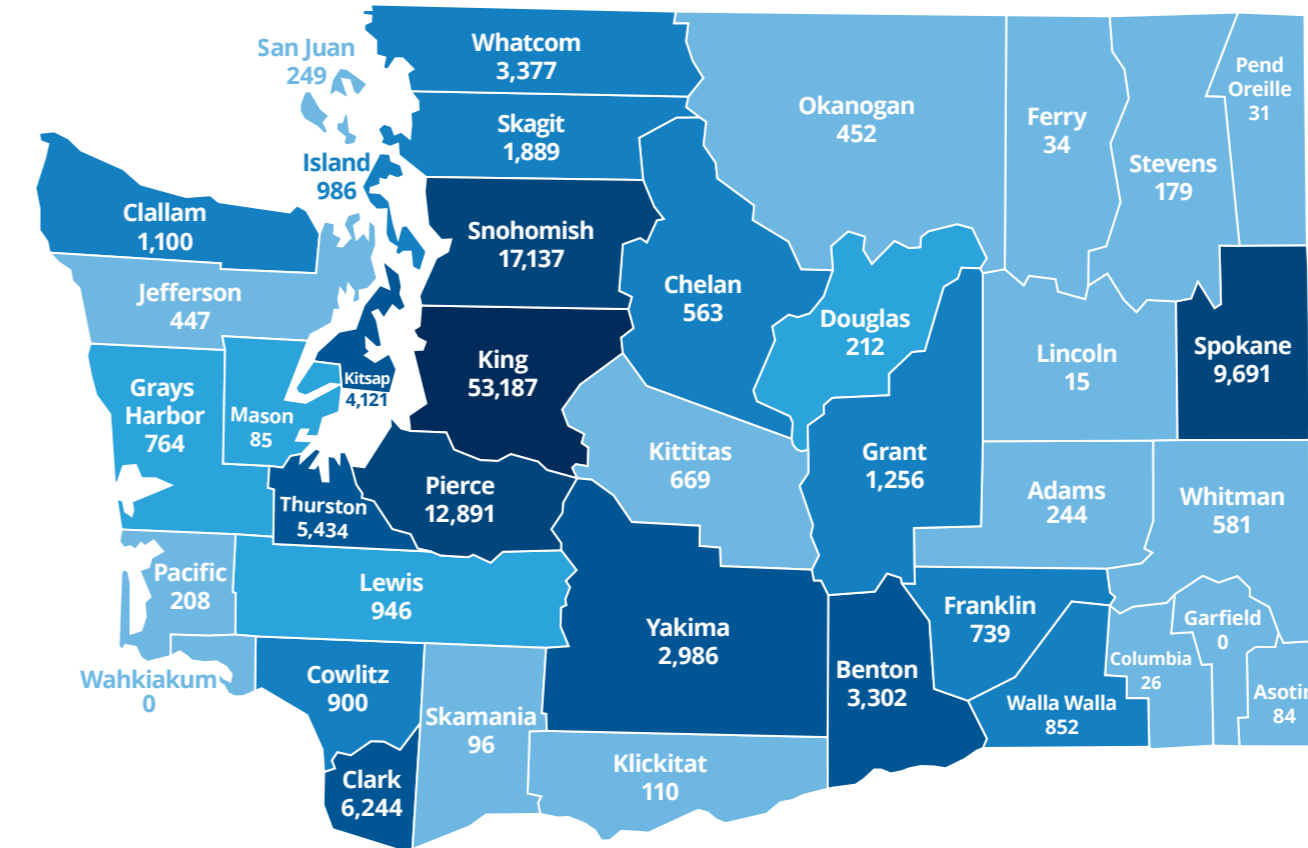 San Juan
249
Whatcom
3,377
Skagit
1,889
Island
986
Clallam
1,100
Jefferson
447
Snohomish
17,137
Okanogan
452
Ferry
34
Stevens
179
Pend
Oreille
31
Chelan
563
Douglas
212
Lincoln
15
Spokane
9,691
King
53,187
Kitsap
4,121
Grays
Harbor
764
Mason
85
Kittitas
669
Grant
1,256
Adams
244
Whitman
581
Thurston
5,434
Pierce
12,891
Pacific
208
Lewis
946
Yakima
2,986
Benton
3,302
Franklin
739
Walla Walla
852
Columbia
26
Garfield
0
Asotin
84
Wahkiakum
0
Cowlitz
900
Skamania
96
Clark
6,244
Klickitat
110